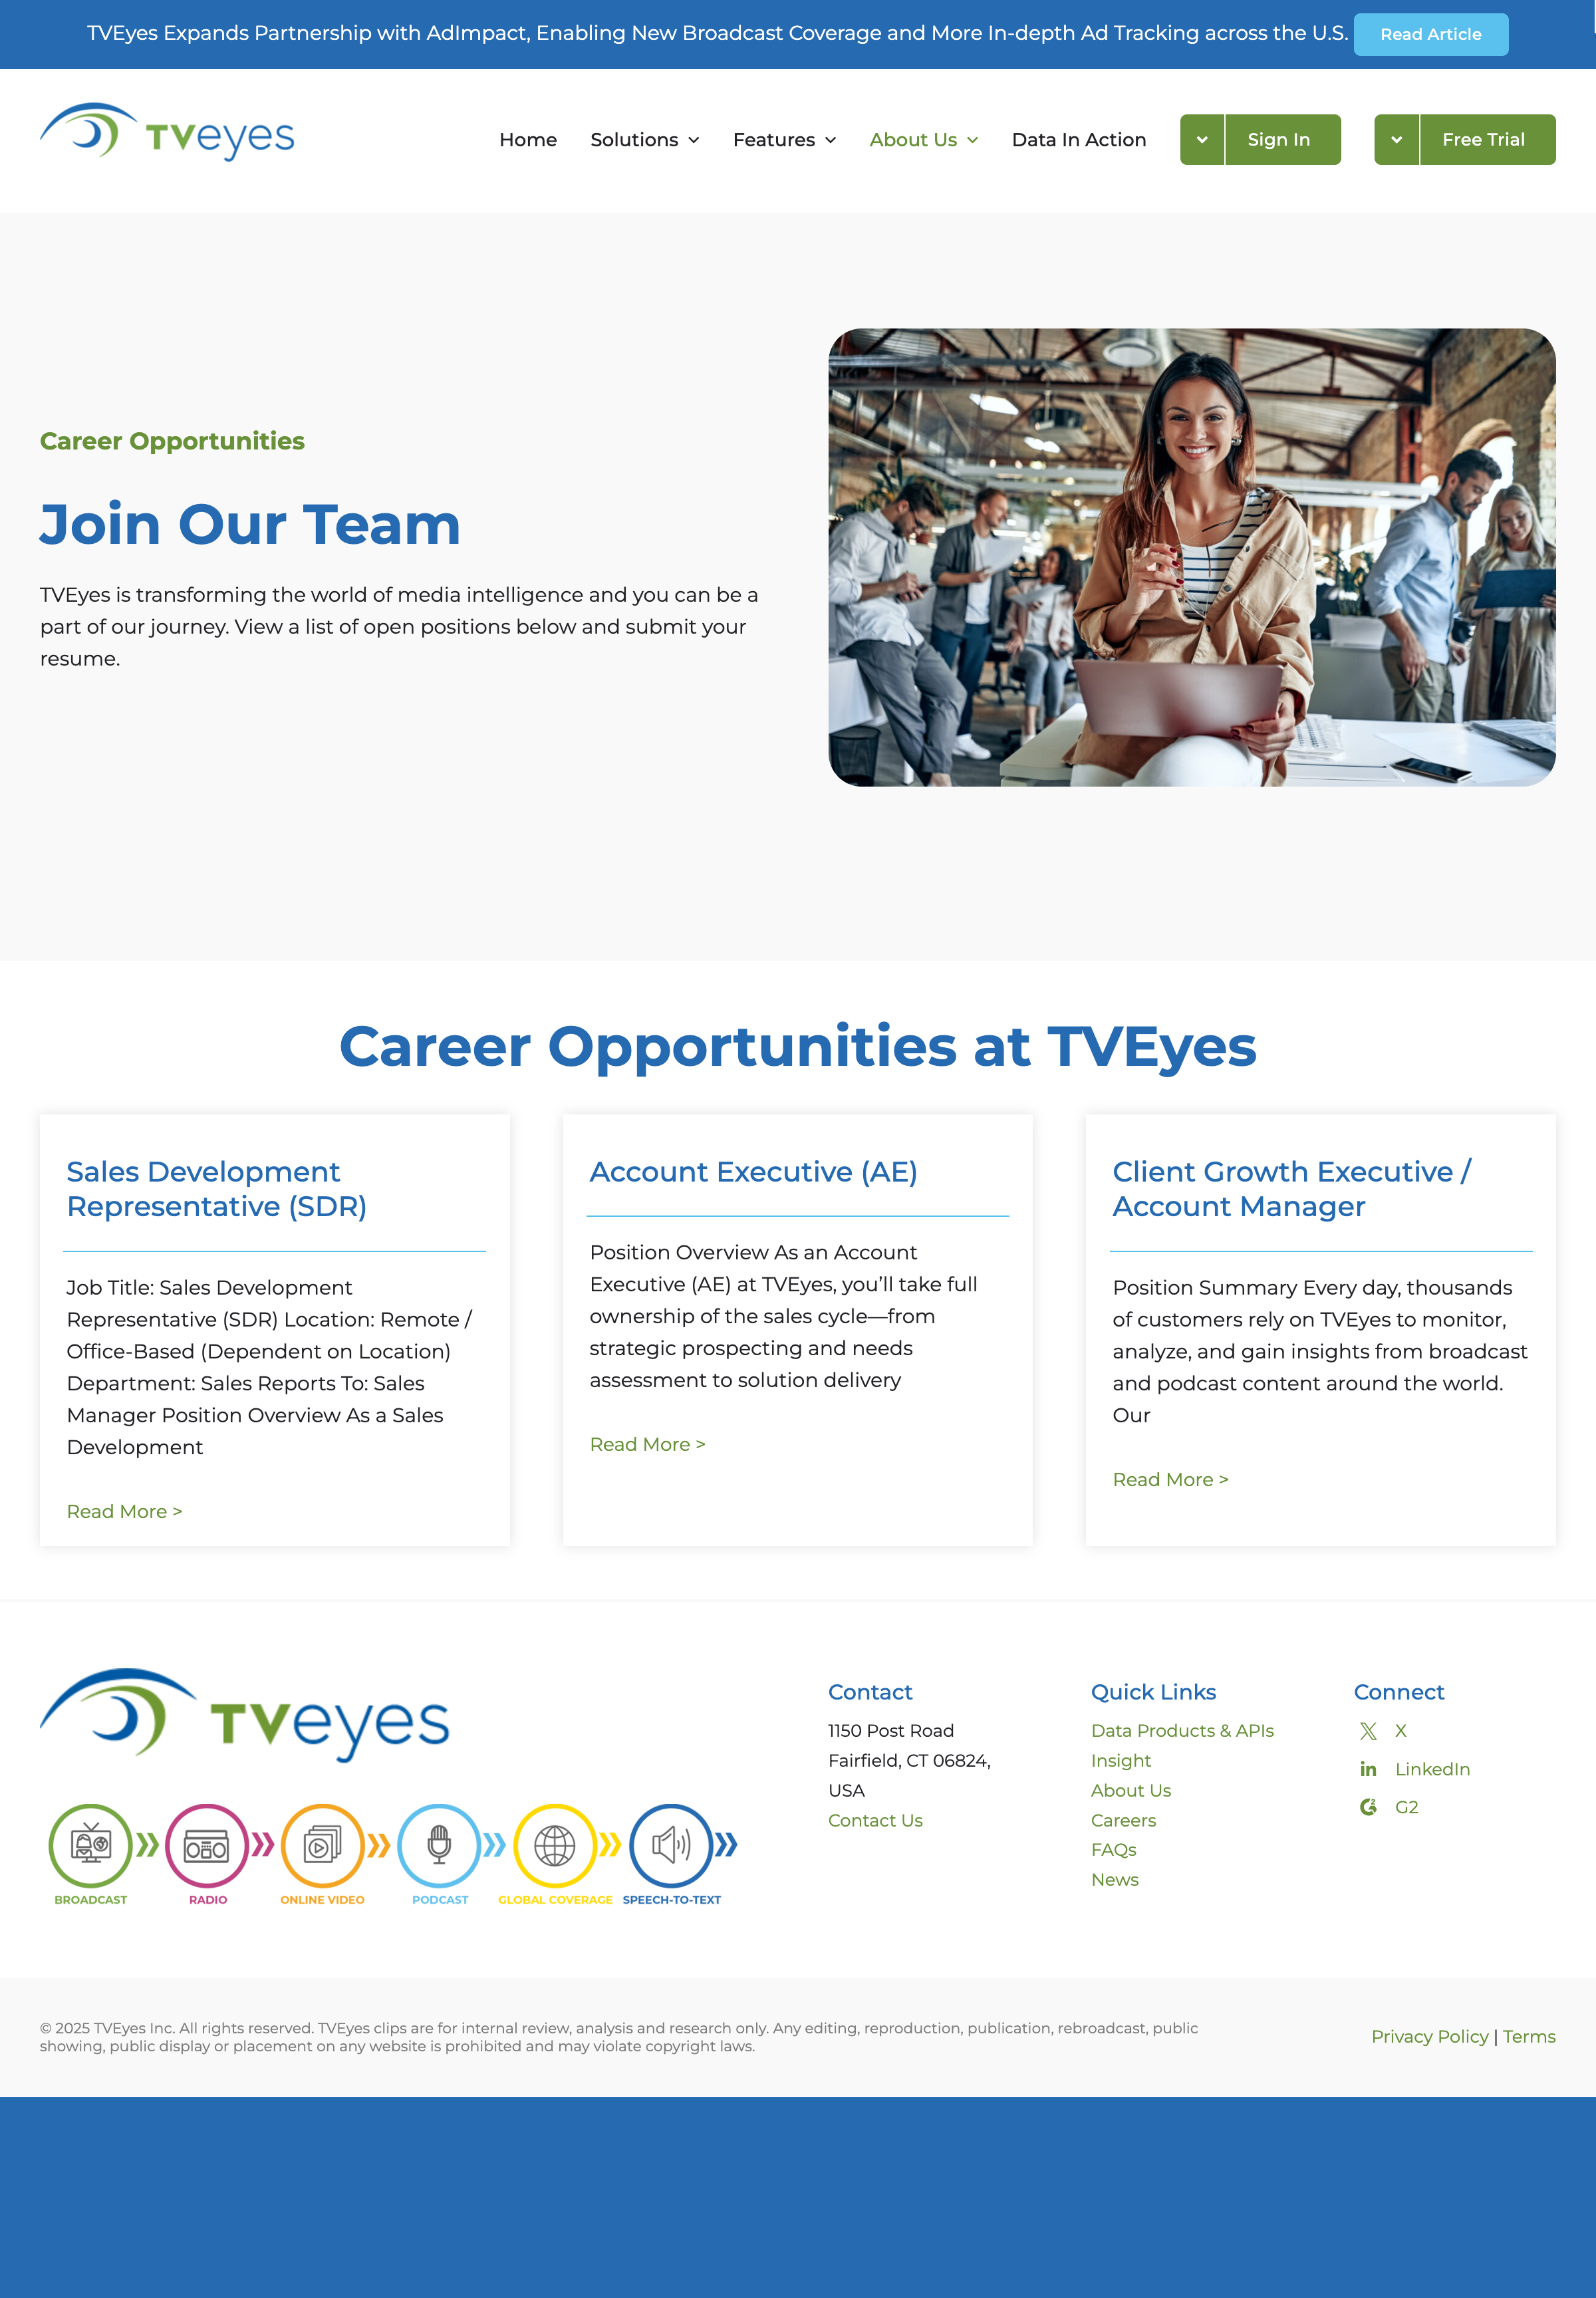 TVEyes Expands Partnership with AdImpact, Enabling New Broadcast Coverage and More In-depth Ad Tracking across the U.S. Read Article
TVeyes
Home Solutions Features About Us Data In Action Sign In Free Trial
Career Opportunities
Join Our Team
TVEyes is transforming the world of media intelligence and you can be a
part of our journey. View a list of open positions below and submit your
resume.
Career Opportunities at TVEyes
Sales Development
Representative (SDR)
Job Title: Sales Development
Representative (SDR) Location: Remote /
Office-Based (Dependent on Location)
Department: Sales Reports To: Sales
Manager Position Overview As a Sales
Development
Read More >
Account Executive (AE)
Position Overview As an Account
Executive (AE) at TVEyes, you’ll take full
ownership of the sales cycle—from
strategic prospecting and needs
assessment to solution delivery
Read More >
Client Growth Executive /
Account Manager
Position Summary Every day, thousands
of customers rely on TVEyes to monitor,
analyze, and gain insights from broadcast
and podcast content around the world.
Our
Read More >
TVeyes
BROADCAST RADIO ONLINE VIDEO PODCAST GLOBAL COVERAGE SPEECH-TO-TEXT
Contact
1150 Post Road
Fairfield, CT 06824,
USA
Contact Us
Quick Links
Data Products & APIs
Insight
About Us
Careers
FAQs
News
Connect
X
LinkedIn
G2
© 2025 TVEyes Inc. All rights reserved. TVEyes clips are for internal review, analysis and research only. Any editing, reproduction, publication, rebroadcast, public
showing, public display or placement on any website is prohibited and may violate copyright laws.
Privacy Policy | Terms